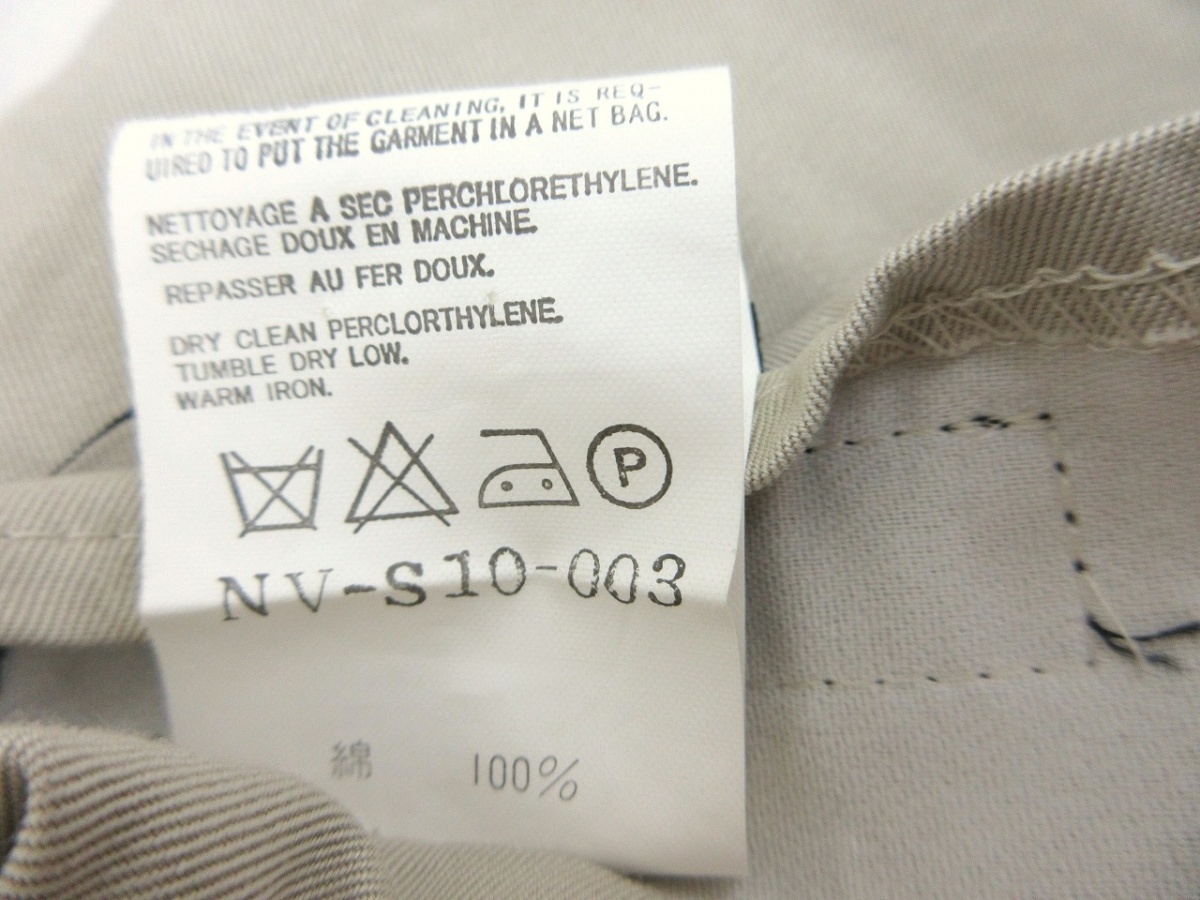 IN THE EVENT OF CLEANING, IT IS REQ-
UIRED TO PUT THE GARMENT IN A NET BAG.
NETTOYAGE A SEC PERCHLORETHYLENE.
SECHAGE DOUX EN MACHINE.
REPASSER AU FER DOUX.
DRY CLEAN PERCLORTHYLENE.
TUMBLE DRY LOW.
WARM IRON.
P
NV-S10-003
綿 100%